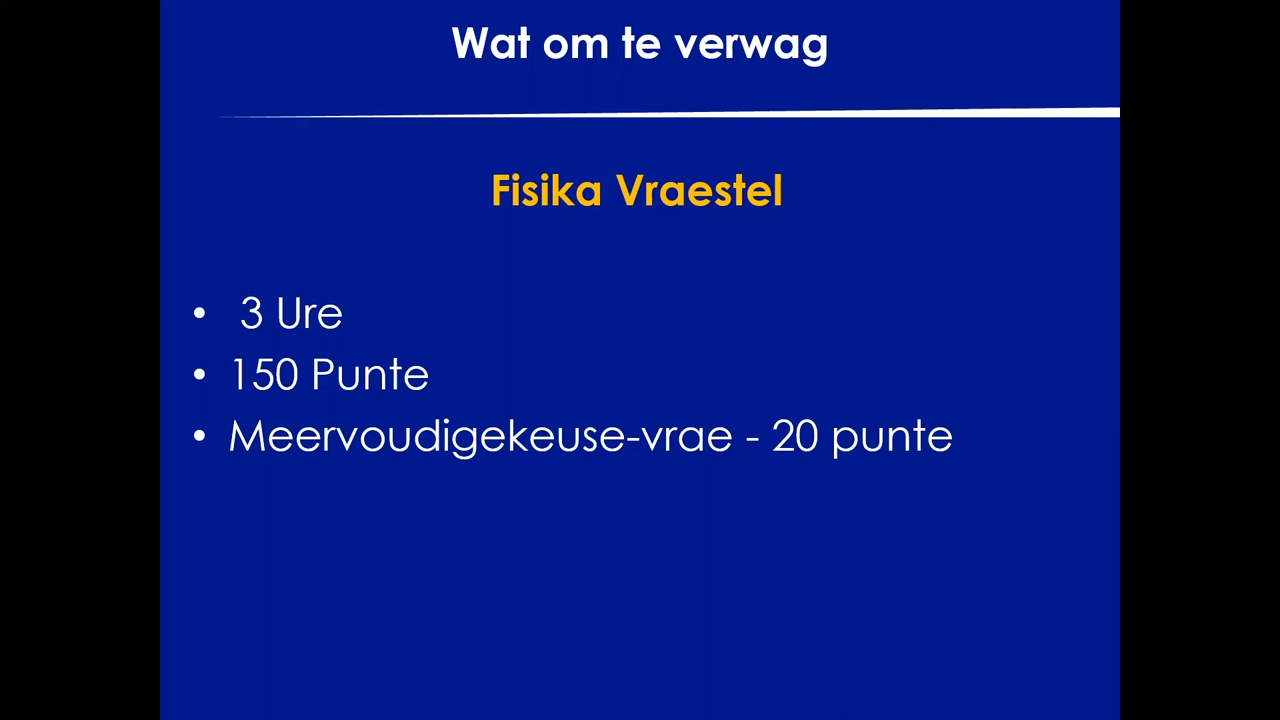 Wat om te verwag
Fisika Vraestel
• 3 Ure
• 150 Punte
• Meervoudigekeuse-vrae - 20 punte